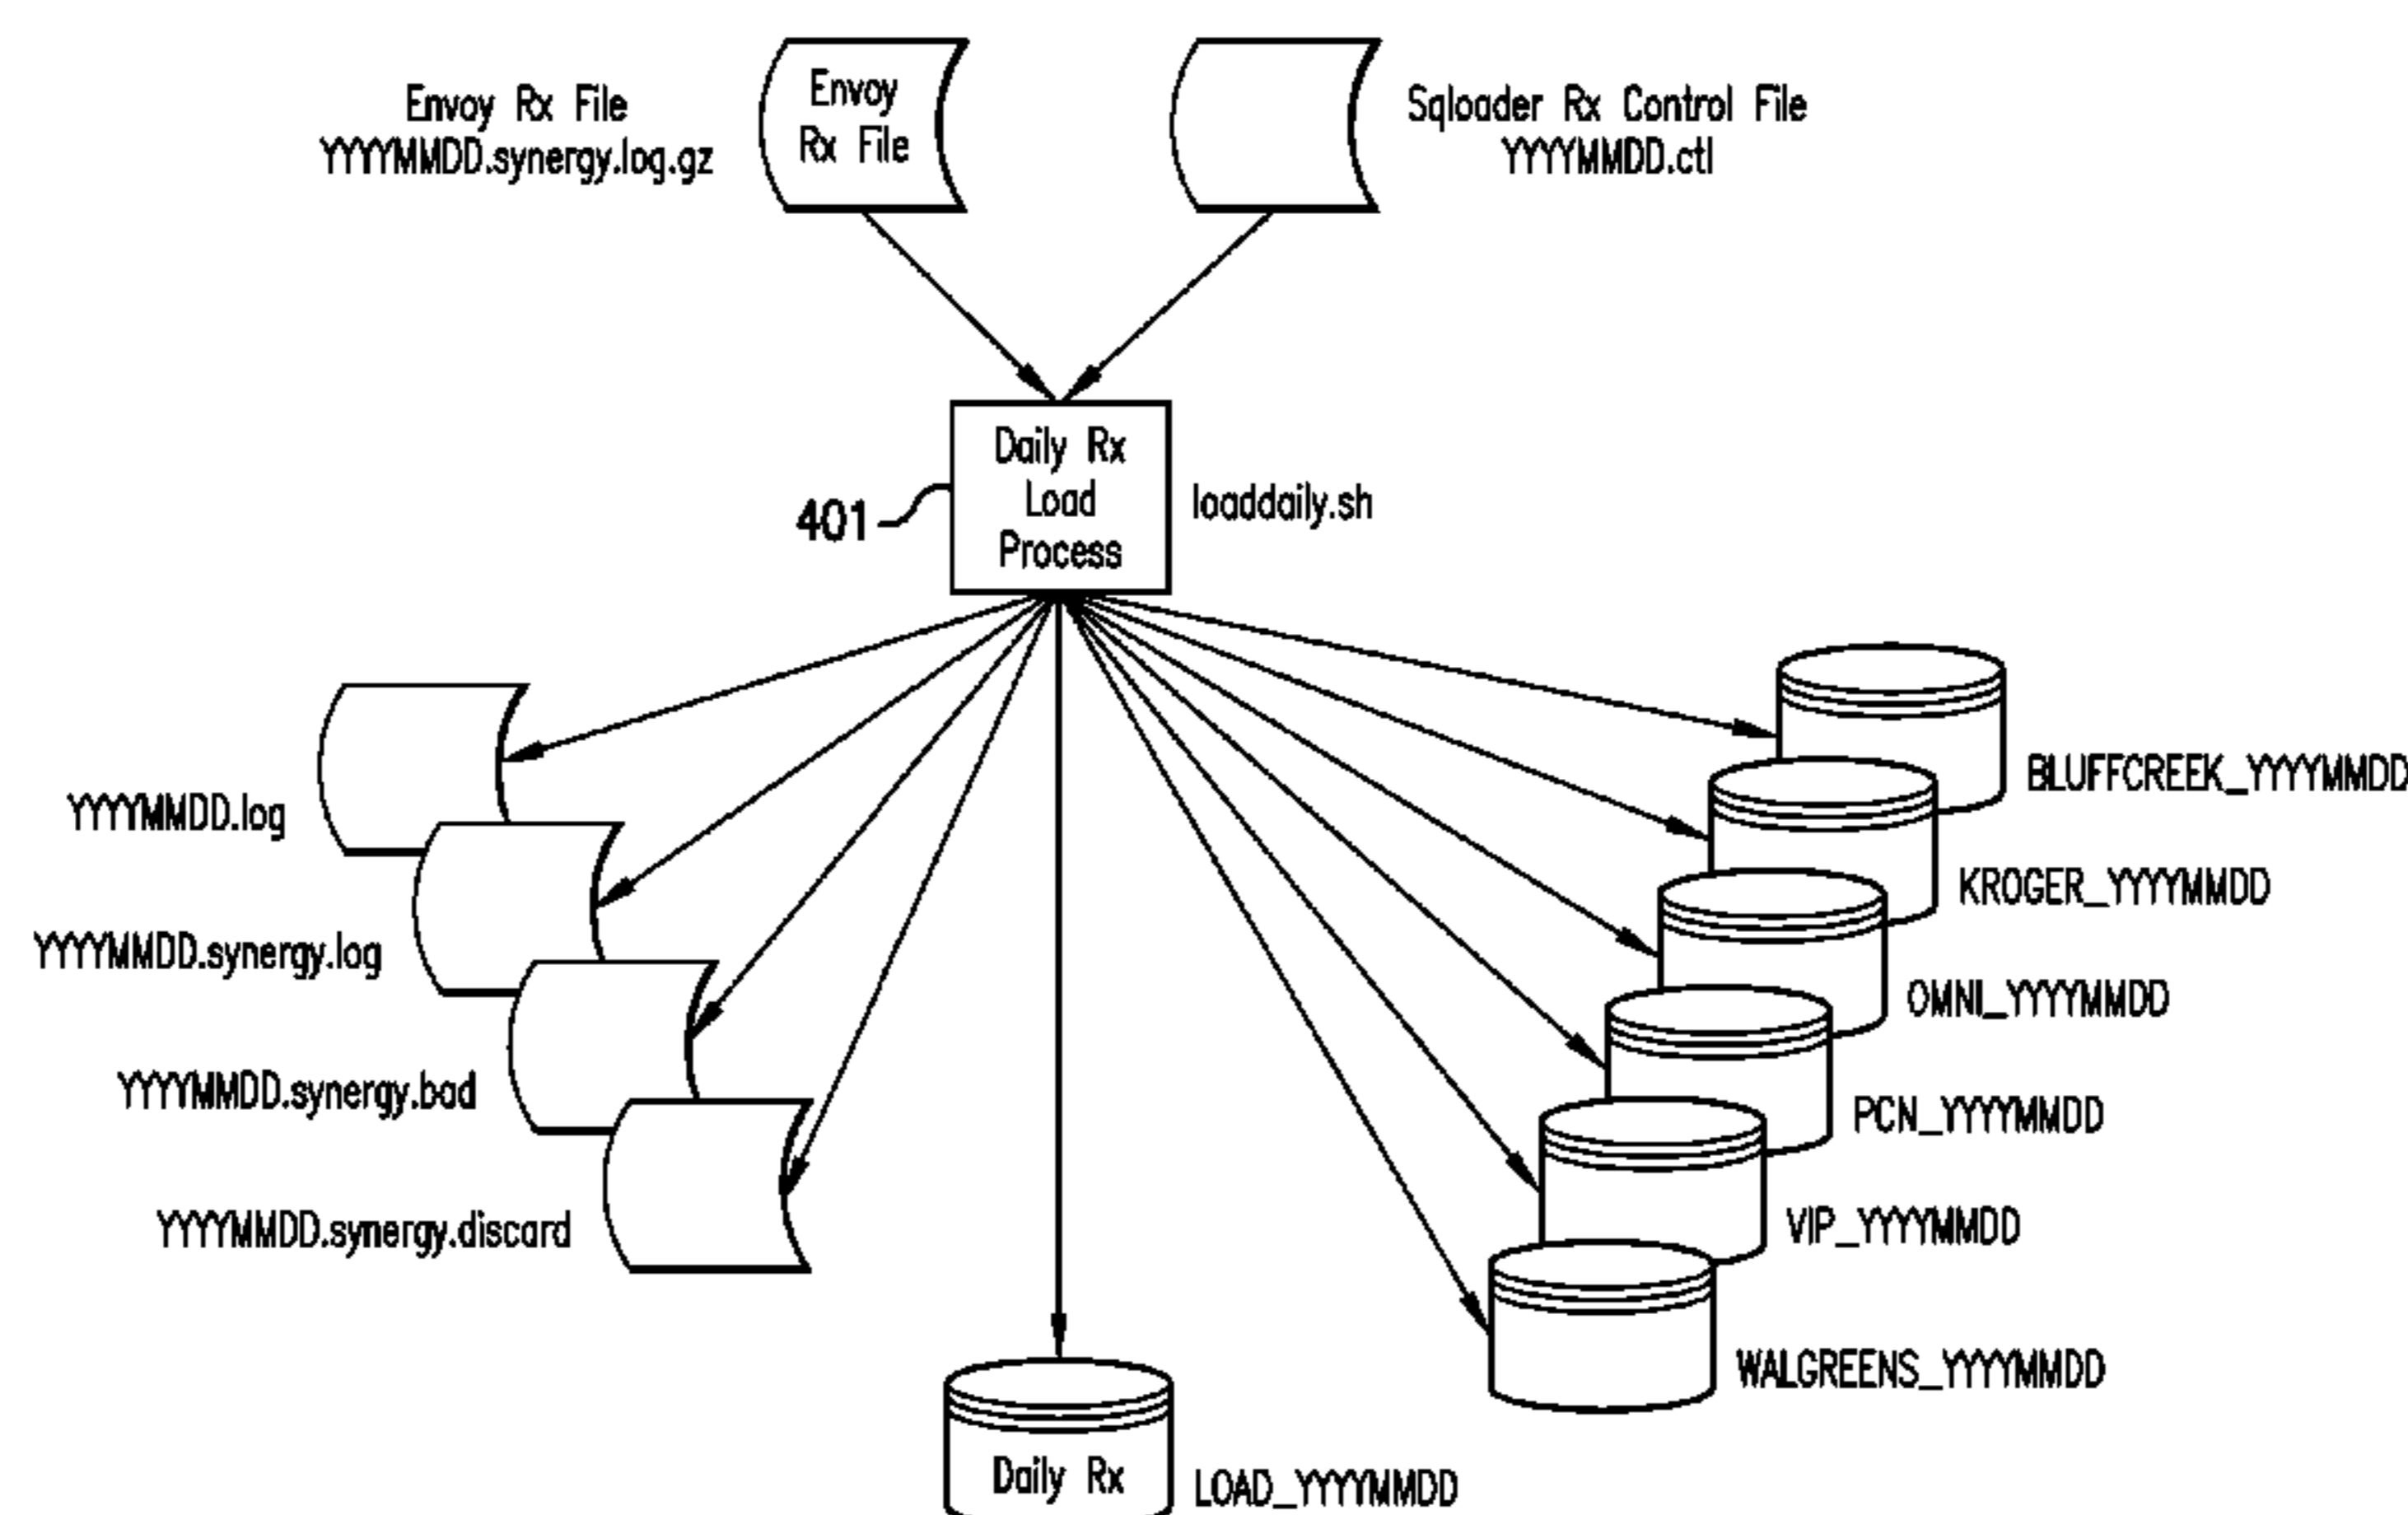 Envoy Rx File
YYYYMMDD.synergy.log.gz
Envoy
Rx File
Sqloader Rx Control File
YYYYMMDD.ctl
Daily Rx
Load
Process
401
loaddaily.sh
YYYYMMDD.log
YYYYMMDD.synergy.log
YYYYMMDD.synergy.bad
YYYYMMDD.synergy.discard
BLUFFCREEK_YYYYMMDD
KROGER_YYYYMMDD
OMNI_YYYYMMDD
PCN_YYYYMMDD
VIP_YYYYMMDD
WALGREENS_YYYYMMDD
Daily Rx
LOAD_YYYYMMDD